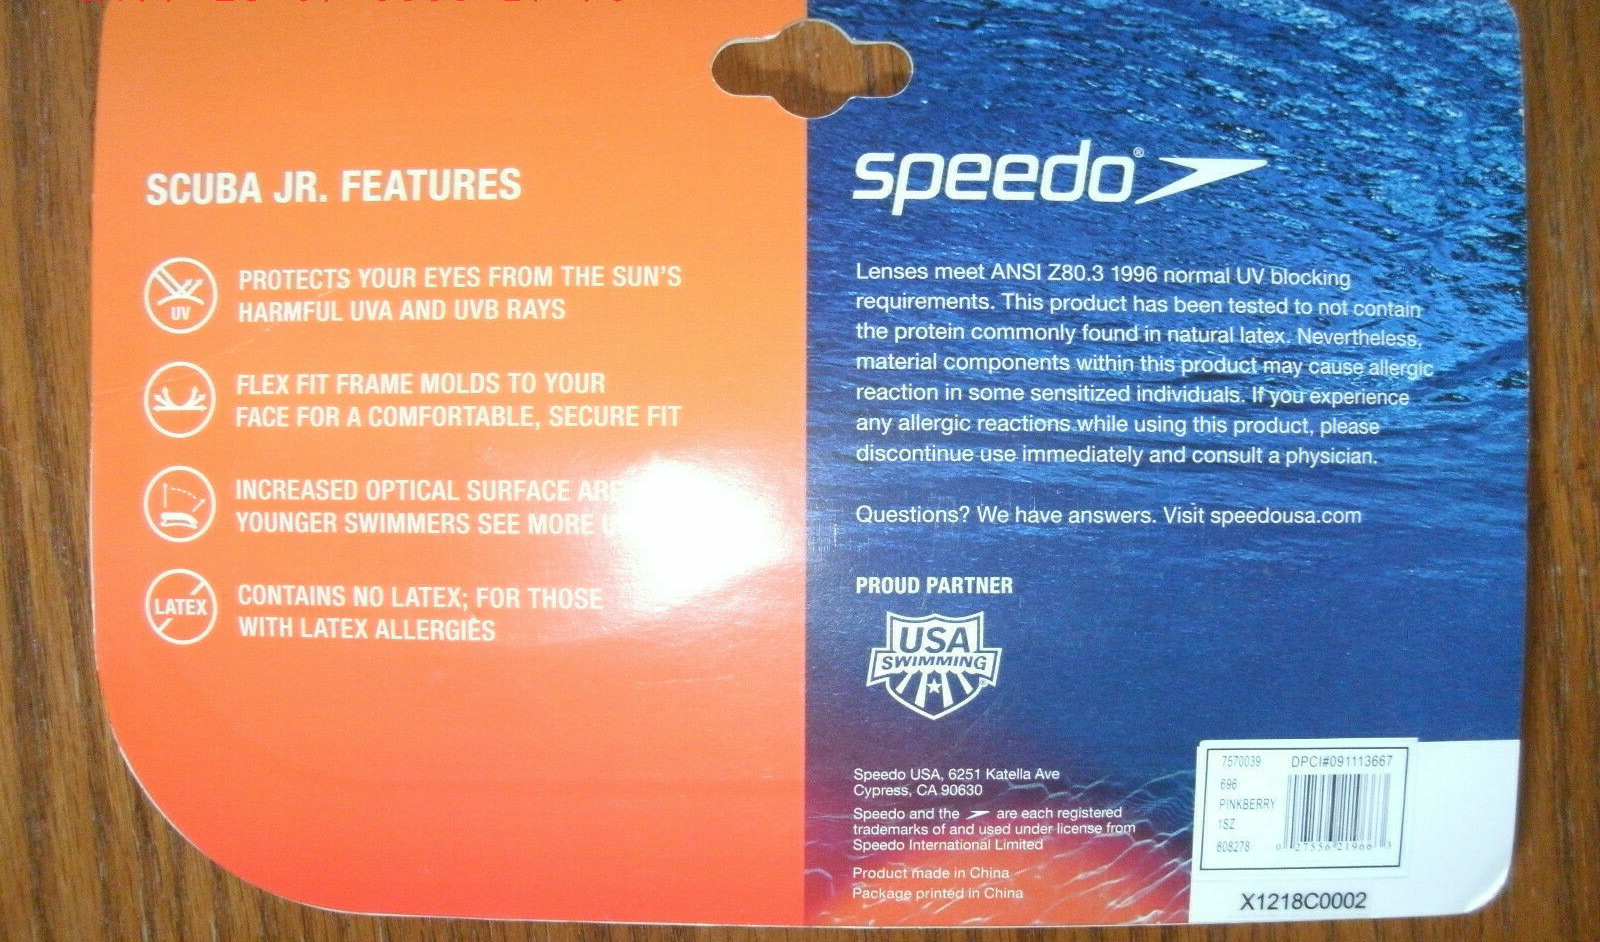 SCUBA JR. FEATURES
UV
PROTECTS YOUR EYES FROM THE SUN'S
HARMFUL UVA AND UVB RAYS
FLEX FIT FRAME MOLDS TO YOUR
FACE FOR A COMFORTABLE, SECURE FIT
INCREASED OPTICAL SURFACE
YOUNGER SWIMMERS SEE MORE
LATEX
CONTAINS NO LATEX; FOR THOSE
WITH LATEX ALLERGIES
speedo®
Lenses meet ANSI Z80.3 1996 normal UV blocking
requirements. This product has been tested to not contain
the protein commonly found in natural latex. Nevertheless,
material components within this product may cause allergic
reaction in some sensitized individuals. If you experience
any allergic reactions while using this product, please
discontinue use immediately and consult a physician.
Questions? We have answers. Visit speedousa.com
PROUD PARTNER
USA
SWIMMING
Speedo USA, 6251 Katella Ave
Cypress, CA 90630
Speedo and the are each registered
trademarks of and used under license from
Speedo International Limited
Product made in China
Package printed in China
7570039 DPCI#091113667
696
PINKBERRY
1SZ
808278 0 27556 21966 3
X1218C0002